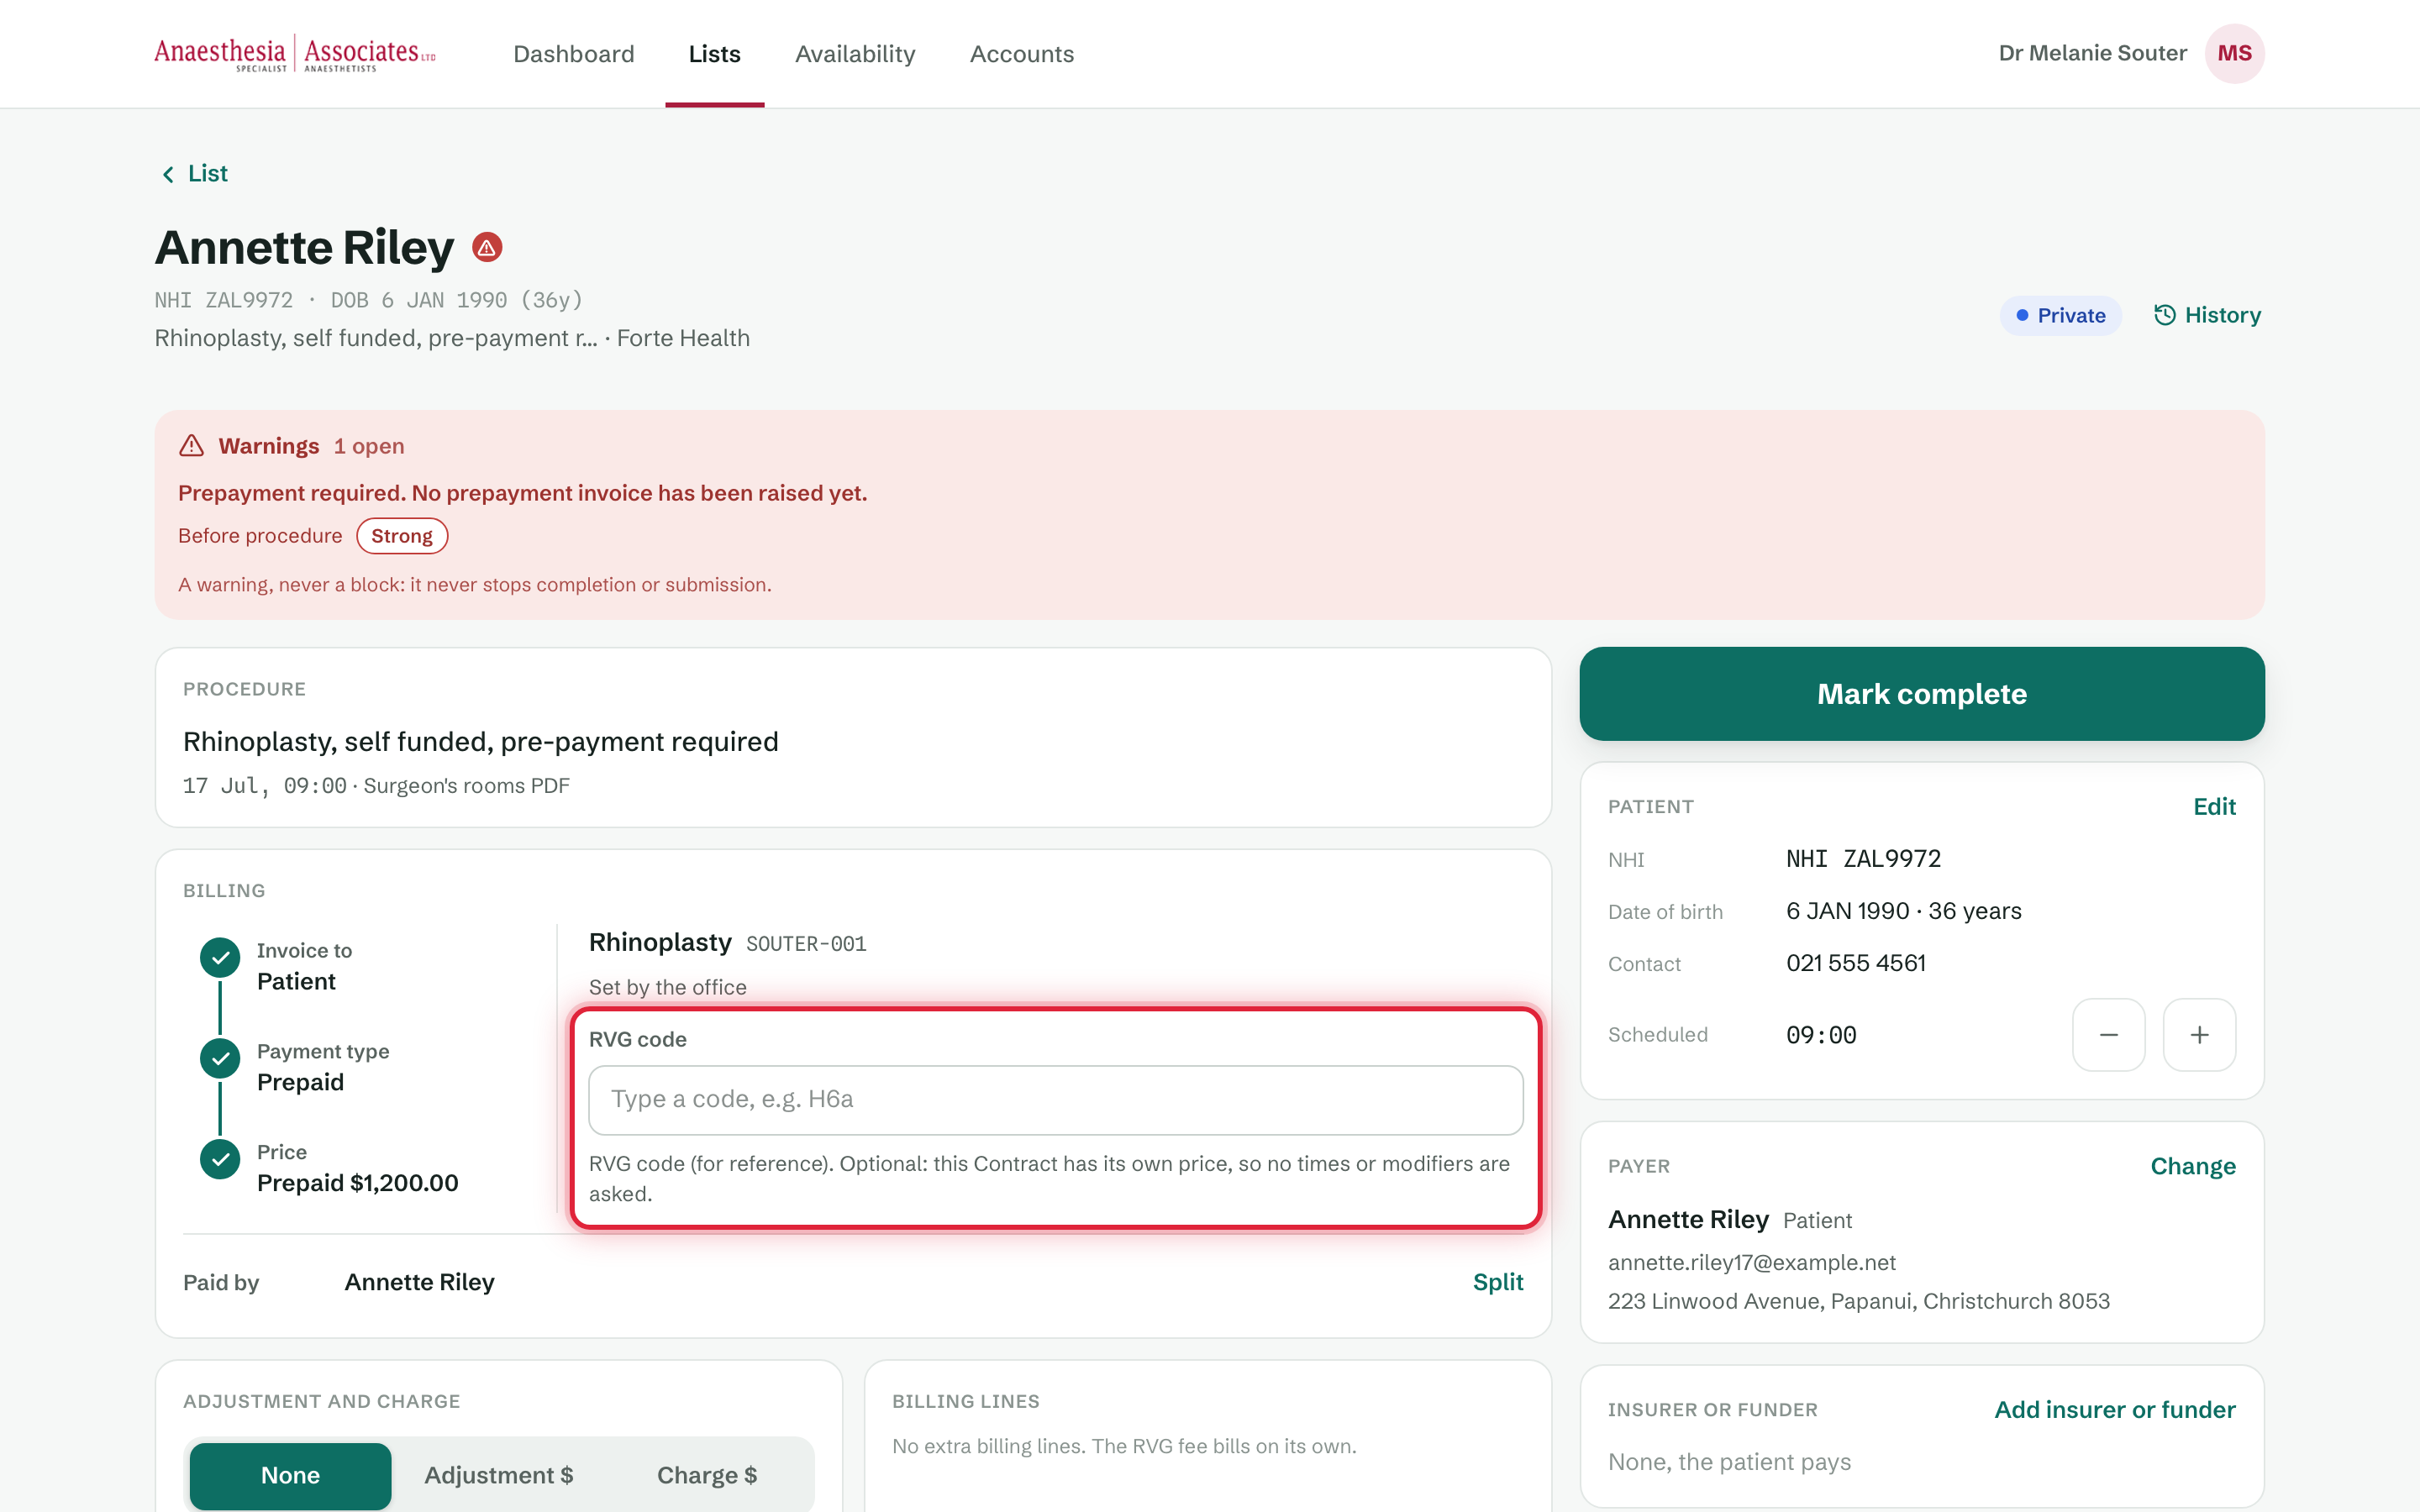 Anaesthesia | Associates LTD
SPECIALIST ANAESTHETISTS
Dashboard
Lists
Availability
Accounts
Dr Melanie Souter
MS
List
Annette Riley
NHI ZAL9972 · DOB 6 JAN 1990 (36y)
Rhinoplasty, self funded, pre-payment r... · Forte Health
Private
History
Warnings 1 open
Prepayment required. No prepayment invoice has been raised yet.
Before procedure Strong
A warning, never a block: it never stops completion or submission.
PROCEDURE
Rhinoplasty, self funded, pre-payment required
17 Jul, 09:00 · Surgeon's rooms PDF
BILLING
Invoice to
Patient
Payment type
Prepaid
Price
Prepaid $1,200.00
Rhinoplasty SOUTER-001
Set by the office
RVG code
Type a code, e.g. H6a
RVG code (for reference). Optional: this Contract has its own price, so no times or modifiers are
asked.
Paid by Annette Riley Split
ADJUSTMENT AND CHARGE
None Adjustment $ Charge $
BILLING LINES
No extra billing lines. The RVG fee bills on its own.
Mark complete
PATIENT Edit
NHI NHI ZAL9972
Date of birth 6 JAN 1990 · 36 years
Contact 021 555 4561
Scheduled 09:00 − +
PAYER Change
Annette Riley Patient
annette.riley17@example.net
223 Linwood Avenue, Papanui, Christchurch 8053
INSURER OR FUNDER Add insurer or funder
None, the patient pays